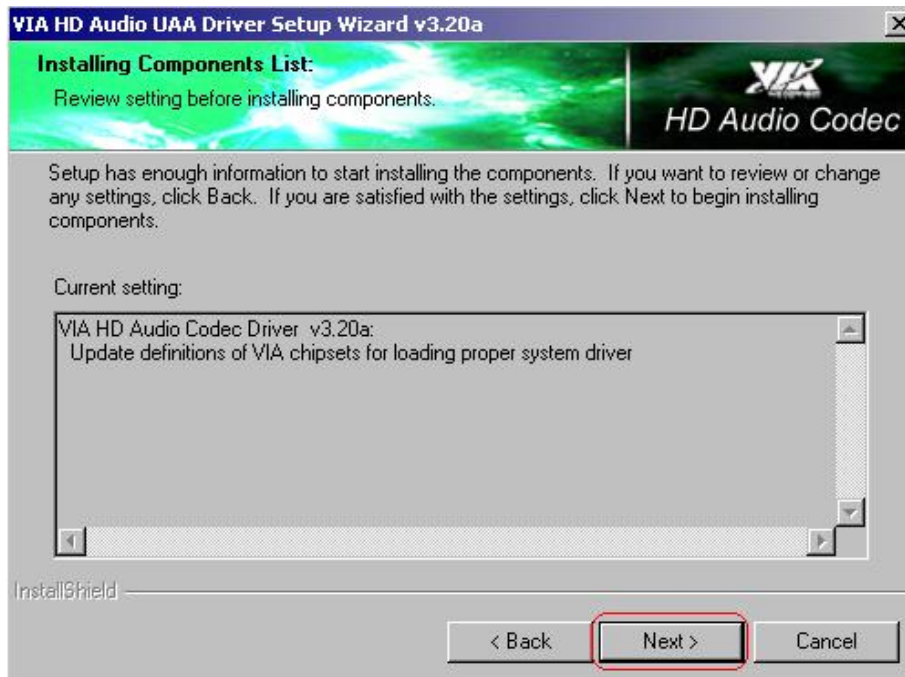 VIA HD Audio UAA Driver Setup Wizard v3.20a
Installing Components List:
Review setting before installing components.
VIA
HD Audio Codec
Setup has enough information to start installing the components. If you want to review or change
any settings, click Back. If you are satisfied with the settings, click Next to begin installing
components.
Current setting:
VIA HD Audio Codec Driver v3.20a:
Update definitions of VIA chipsets for loading proper system driver
InstallShield
< Back
Next >
Cancel